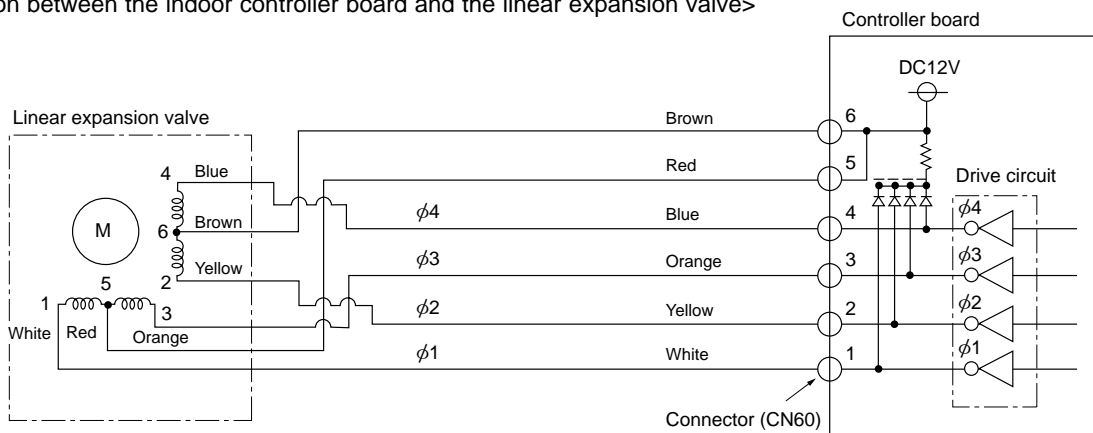 on between the indoor controller board and the linear expansion valve>
Controller board
DC12V
Linear expansion valve
Brown
6
4
Blue
Red
5
Drive circuit
M
6
Brown
ϕ4
Blue
4
ϕ4
Yellow
2
ϕ3
Orange
3
ϕ3
5
1
3
ϕ2
Yellow
2
ϕ2
White
Red
Orange
ϕ1
White
1
ϕ1
Connector (CN60)